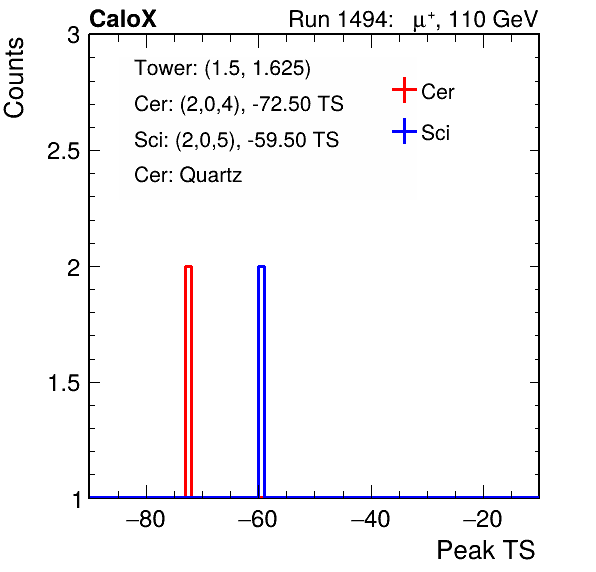 CaloX Run 1494: μ⁺, 110 GeV
Counts
3
2.5
2
1.5
1
Tower: (1.5, 1.625)
Cer: (2,0,4), -72.50 TS
Sci: (2,0,5), -59.50 TS
Cer: Quartz
Cer
Sci
−80 −60 −40 −20
Peak TS